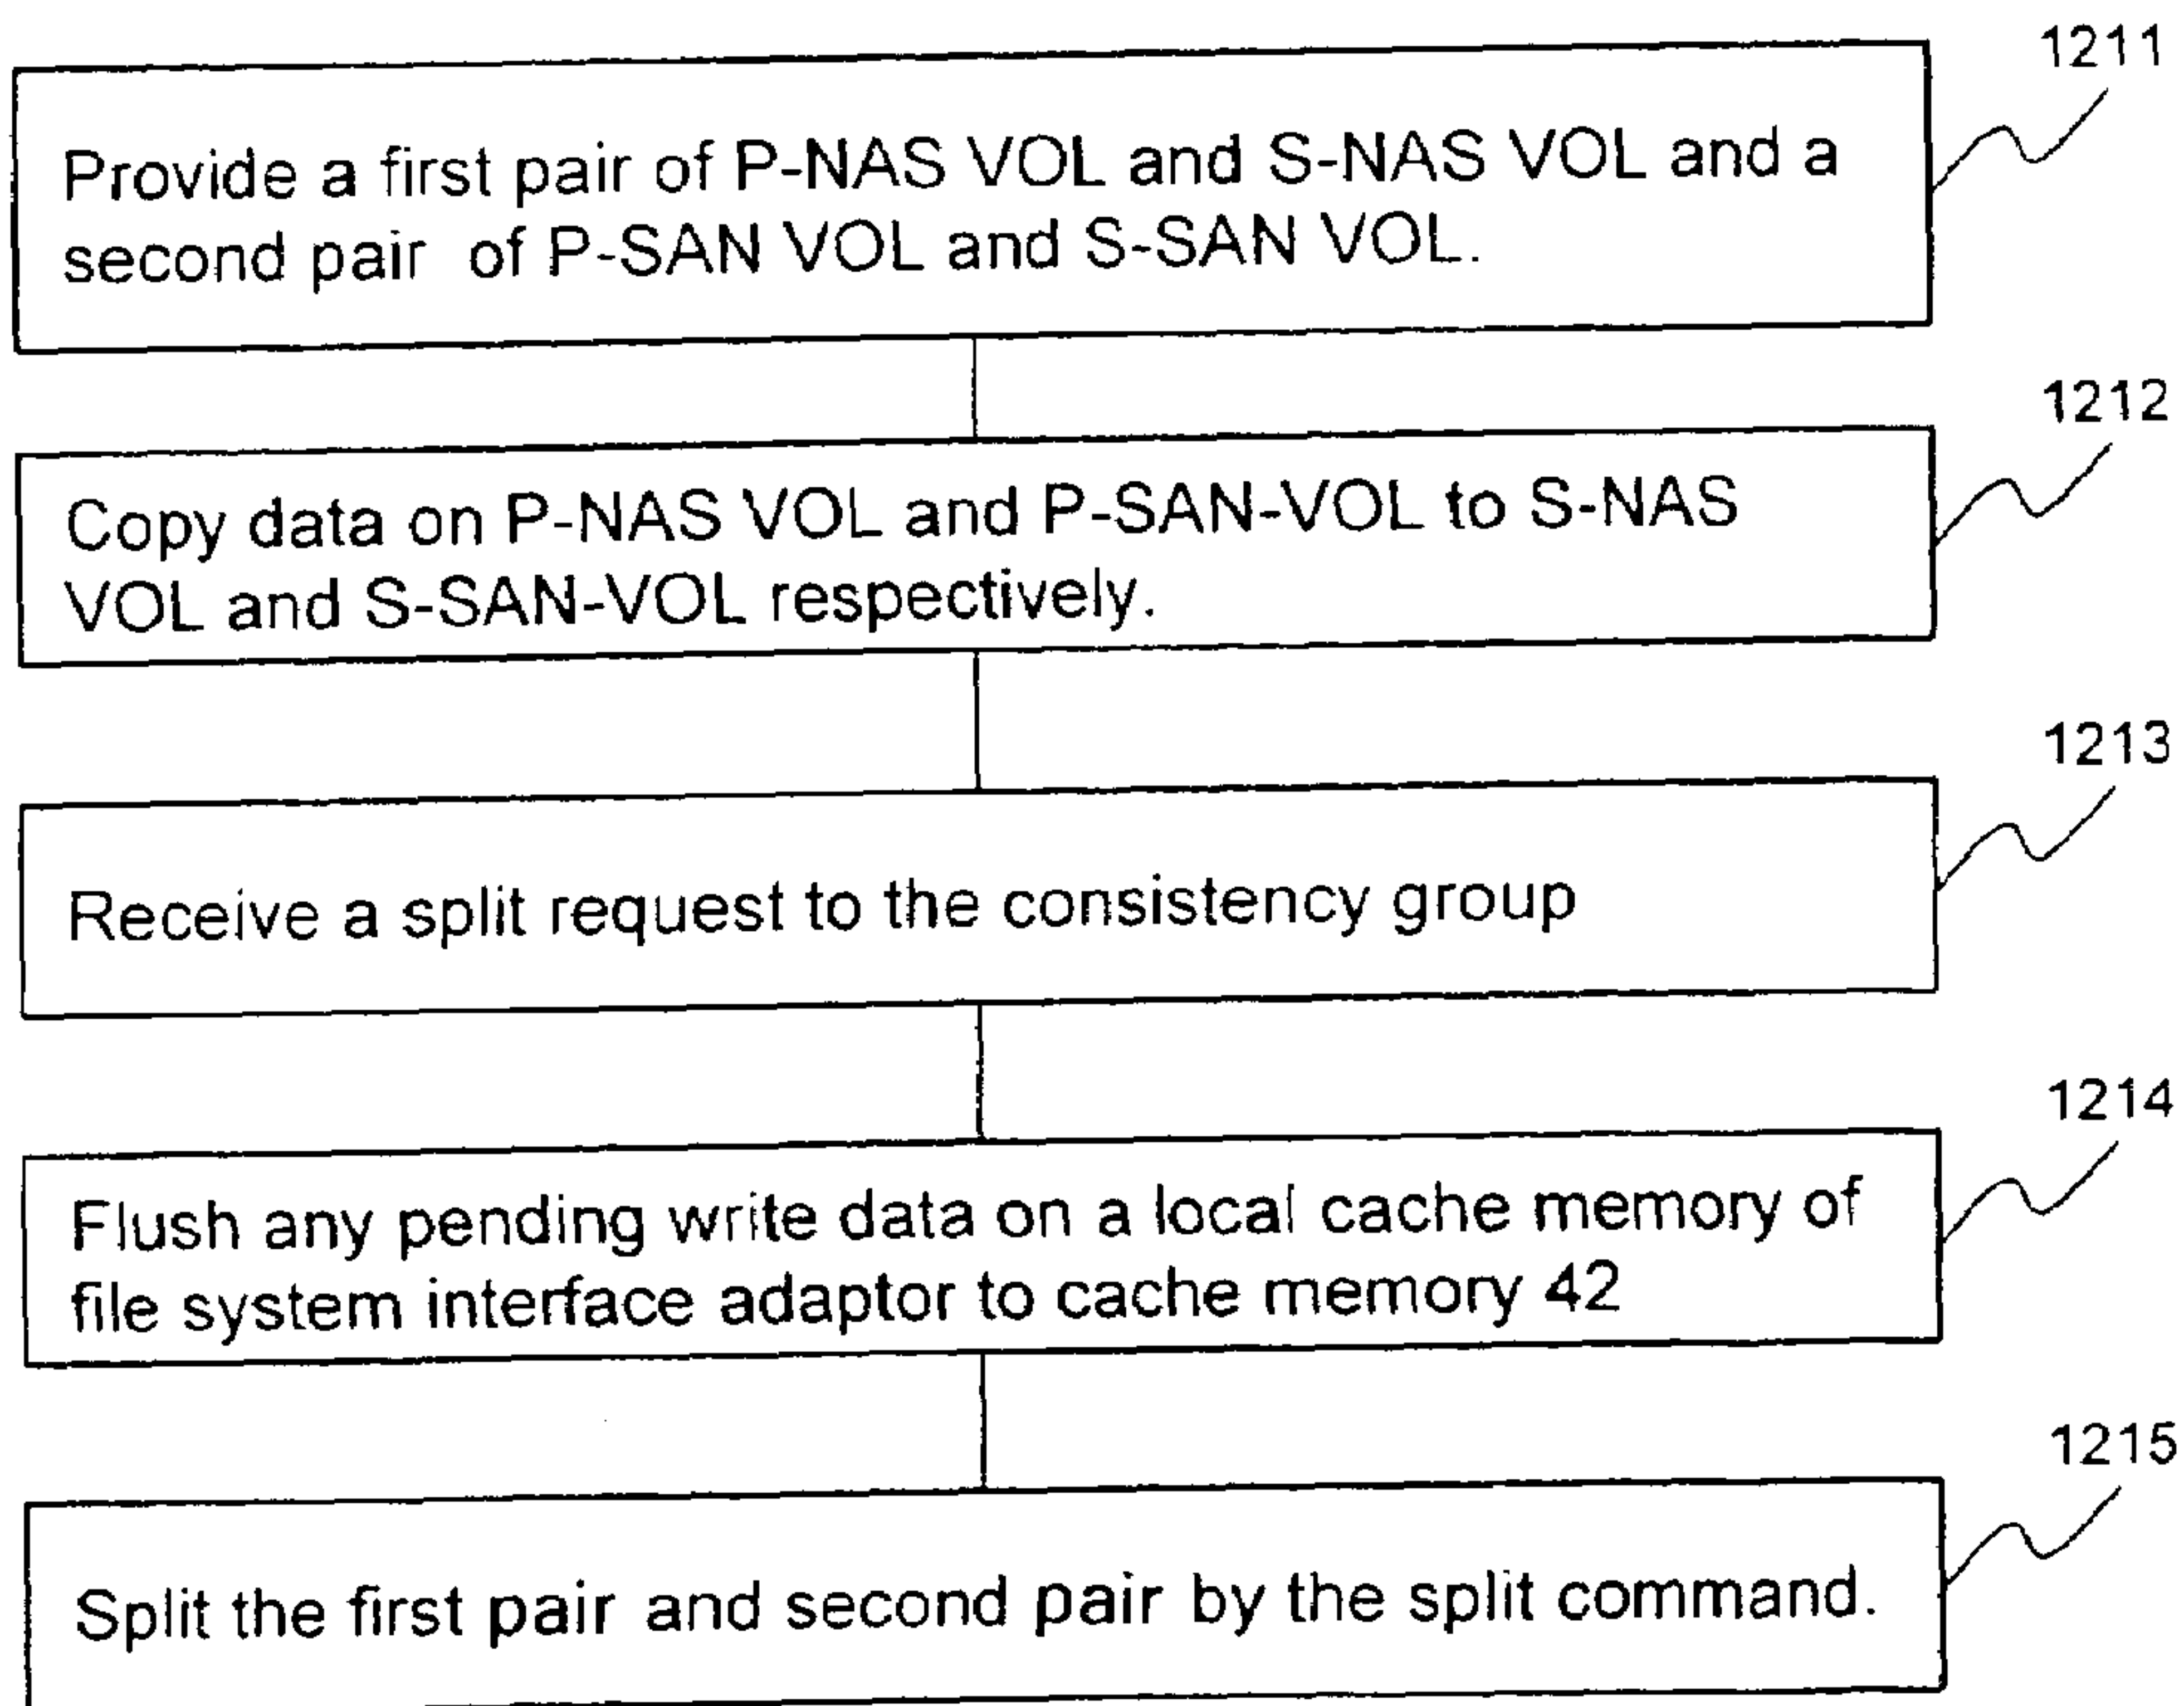 1211
Provide a first pair of P-NAS VOL and S-NAS VOL and a
second pair of P-SAN VOL and S-SAN VOL.
1212
Copy data on P-NAS VOL and P-SAN-VOL to S-NAS
VOL and S-SAN-VOL respectively.
1213
Receive a split request to the consistency group
1214
Flush any pending write data on a local cache memory of
file system interface adaptor to cache memory 42
1215
Split the first pair and second pair by the split command.